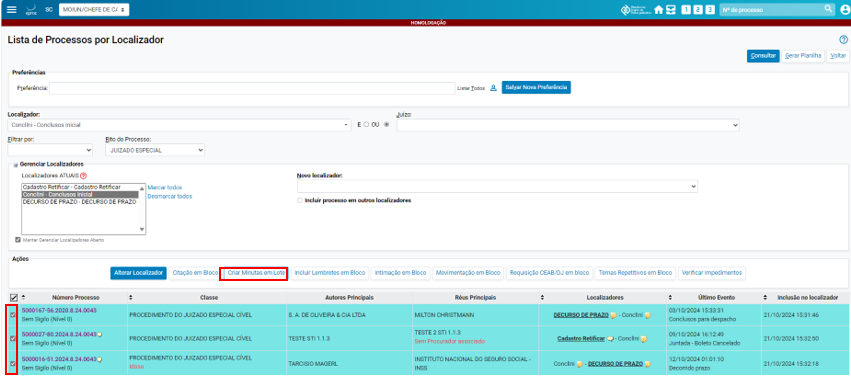 SC MOJUN/CHEFE DE CA
1 2 3 Nº do processo
HOMOLOGAÇÃO
Lista de Processos por Localizador
Consultar Gerar Planilha Voltar
Preferências
Preferência: Listar Todos Salvar Nova Preferência
Localizador: Juízo:
Conclini - Conclusos Inicial E OU
Filtrar por: Rito do Processo:
JUIZADO ESPECIAL
Gerenciar Localizadores
Localizadores ATUAIS Novo localizador:
Cadastro Retificar - Cadastro Retificar Marcar todos
Conclini - Conclusos Inicial Desmarcar todos
DECURSO DE PRAZO - DECURSO DE PRAZO Incluir processo em outros localizadores
Manter Gerenciar Localizadores Aberto
Ações
Alterar Localizador Citação em Bloco Criar Minutas em Lote Incluir Lembretes em Bloco Intimação em Bloco Movimentação em Bloco Requisição CEAB/DJ em bloco Temas Repetitivos em Bloco Verificar Impedimentos
Número Processo Classe Autores Principais Réus Principais Localizadores Último Evento Inclusão no localizador
5000167-56.2020.8.24.0043 PROCEDIMENTO DO JUIZADO ESPECIAL CÍVEL S. A. DE OLIVEIRA & CIA LTDA MILTON CHRISTMANN DECURSO DE PRAZO - Conclini 03/10/2024 13:33:31 21/10/2024 15:31:46
Sem Sigilo (Nível 0) Conclusos para despacho
5000027-80.2024.8.24.0043 PROCEDIMENTO DO JUIZADO ESPECIAL CÍVEL TESTE STI 1.1.3 TESTE 2 STI 1.1.3 Cadastro Retificar - Conclini 09/10/2024 16:12:49 21/10/2024 15:32:50
Sem Sigilo (Nível 0) Sem Procurador associado Juntada - Boleto Cancelado
5000016-51.2024.8.24.0043 PROCEDIMENTO DO JUIZADO ESPECIAL CÍVEL TARCISIO MAGERL INSTITUTO NACIONAL DO SEGURO SOCIAL - Conclini - DECURSO DE PRAZO 12/10/2024 01:01:10 21/10/2024 15:32:18
Sem Sigilo (Nível 0) Idoso INSS Decorrido prazo